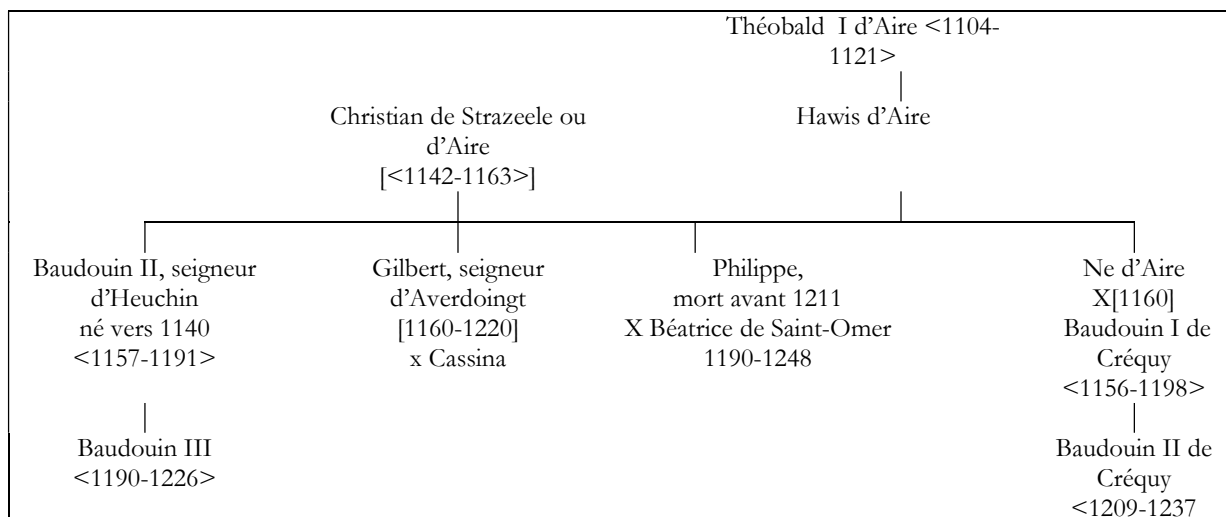 Théobald I d'Aire <1104-
1121>
Christian de Strazeele ou
d'Aire
[<1142-1163>]
Hawis d'Aire
Baudouin II, seigneur
d'Heuchin
né vers 1140
<1157-1191>
Gilbert, seigneur
d'Averdoingt
[1160-1220]
x Cassina
Philippe,
mort avant 1211
X Béatrice de Saint-Omer
1190-1248
Ne d'Aire
X[1160]
Baudouin I de
Créquy
<1156-1198>
Baudouin III
<1190-1226>
Baudouin II de
Créquy
<1209-1237